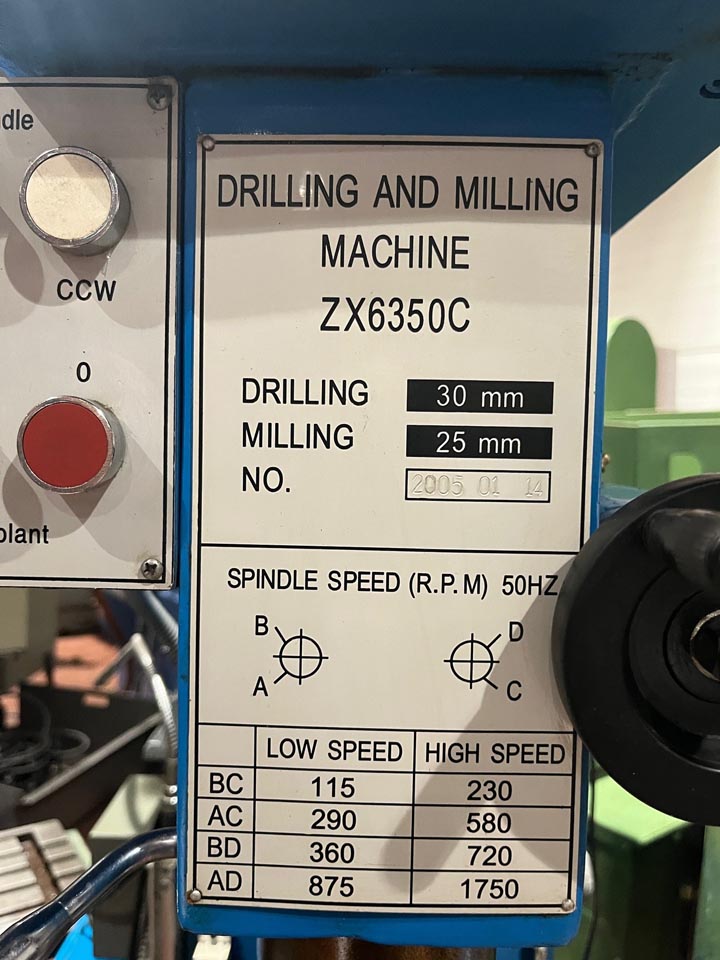 dle
CCW
0
plant
DRILLING AND MILLING
MACHINE
ZX6350C
DRILLING 30 mm
MILLING 25 mm
NO. 2005 01 14
SPINDLE SPEED (R.P.M) 50HZ
B D
A C
LOW SPEED HIGH SPEED
BC 115 230
AC 290 580
BD 360 720
AD 875 1750